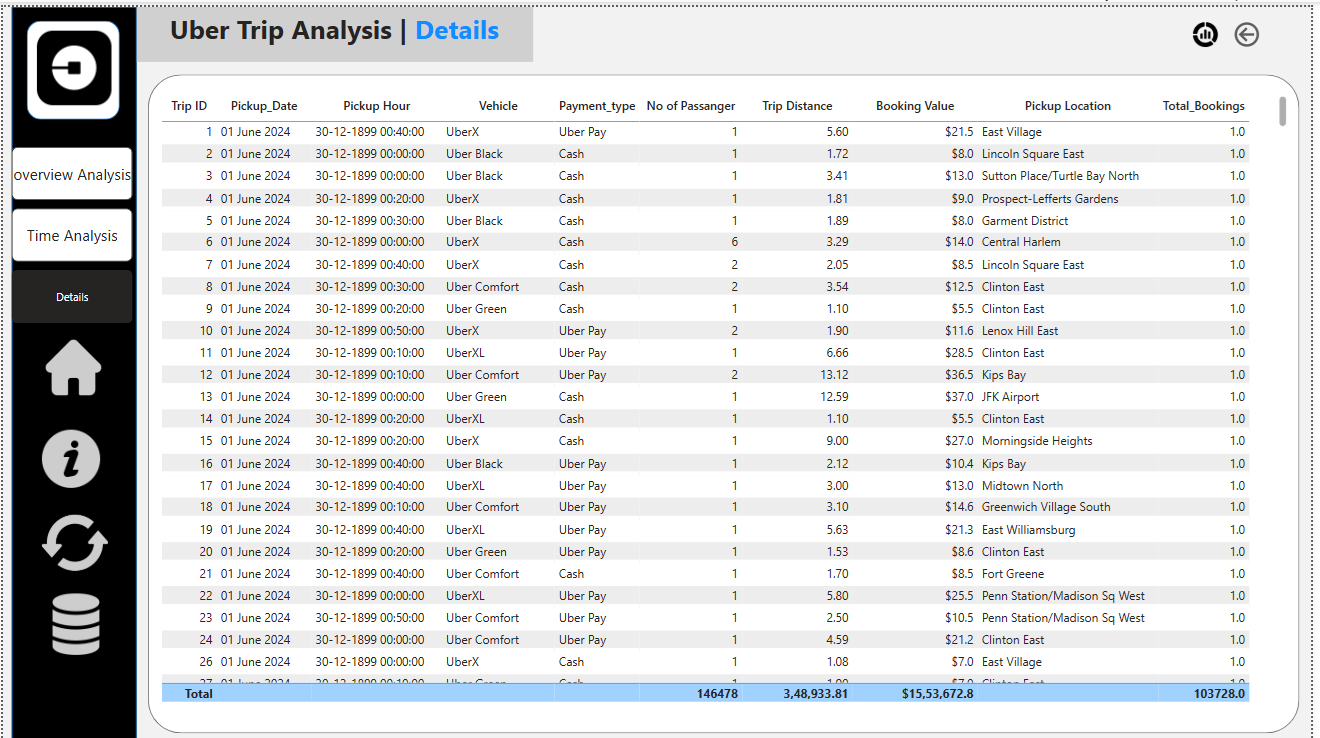 Uber Trip Analysis | Details
overview Analysis
Time Analysis
Details
Trip ID Pickup_Date Pickup Hour Vehicle Payment_type No of Passanger Trip Distance Booking Value Pickup Location Total_Bookings
1 01 June 2024 30-12-1899 00:40:00 UberX Uber Pay 1 5.60 $21.5 East Village 1.0
2 01 June 2024 30-12-1899 00:00:00 Uber Black Cash 1 1.72 $8.0 Lincoln Square East 1.0
3 01 June 2024 30-12-1899 00:00:00 Uber Black Cash 1 3.41 $13.0 Sutton Place/Turtle Bay North 1.0
4 01 June 2024 30-12-1899 00:20:00 UberX Cash 1 1.81 $9.0 Prospect-Lefferts Gardens 1.0
5 01 June 2024 30-12-1899 00:30:00 Uber Black Cash 1 1.89 $8.0 Garment District 1.0
6 01 June 2024 30-12-1899 00:00:00 UberX Cash 6 3.29 $14.0 Central Harlem 1.0
7 01 June 2024 30-12-1899 00:40:00 UberX Cash 2 2.05 $8.5 Lincoln Square East 1.0
8 01 June 2024 30-12-1899 00:30:00 Uber Comfort Cash 2 3.54 $12.5 Clinton East 1.0
9 01 June 2024 30-12-1899 00:20:00 Uber Green Cash 1 1.10 $5.5 Clinton East 1.0
10 01 June 2024 30-12-1899 00:50:00 UberX Uber Pay 2 1.90 $11.6 Lenox Hill East 1.0
11 01 June 2024 30-12-1899 00:10:00 UberXL Uber Pay 1 6.66 $28.5 Clinton East 1.0
12 01 June 2024 30-12-1899 00:10:00 Uber Comfort Uber Pay 2 13.12 $36.5 Kips Bay 1.0
13 01 June 2024 30-12-1899 00:00:00 Uber Green Cash 1 12.59 $37.0 JFK Airport 1.0
14 01 June 2024 30-12-1899 00:20:00 UberXL Cash 1 1.10 $5.5 Clinton East 1.0
15 01 June 2024 30-12-1899 00:20:00 UberX Cash 1 9.00 $27.0 Morningside Heights 1.0
16 01 June 2024 30-12-1899 00:40:00 Uber Black Uber Pay 1 2.12 $10.4 Kips Bay 1.0
17 01 June 2024 30-12-1899 00:40:00 UberXL Uber Pay 1 3.00 $13.0 Midtown North 1.0
18 01 June 2024 30-12-1899 00:10:00 Uber Comfort Uber Pay 1 3.10 $14.6 Greenwich Village South 1.0
19 01 June 2024 30-12-1899 00:40:00 UberXL Uber Pay 1 5.63 $21.3 East Williamsburg 1.0
20 01 June 2024 30-12-1899 00:20:00 Uber Green Uber Pay 1 1.53 $8.6 Clinton East 1.0
21 01 June 2024 30-12-1899 00:40:00 Uber Comfort Cash 1 1.70 $8.5 Fort Greene 1.0
22 01 June 2024 30-12-1899 00:00:00 UberXL Uber Pay 1 5.80 $25.5 Penn Station/Madison Sq West 1.0
23 01 June 2024 30-12-1899 00:50:00 Uber Comfort Uber Pay 1 2.50 $10.5 Penn Station/Madison Sq West 1.0
24 01 June 2024 30-12-1899 00:00:00 Uber Comfort Uber Pay 1 4.59 $21.2 Clinton East 1.0
26 01 June 2024 30-12-1899 00:00:00 UberX Cash 1 1.08 $7.0 East Village 1.0
Total 146478 3,48,933.81 $15,53,672.8 103728.0